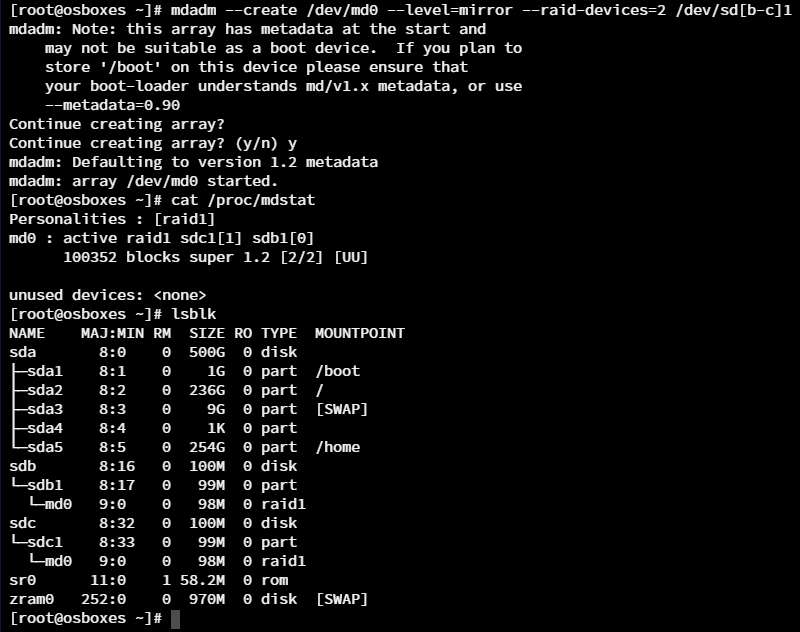 [root@osboxes ~]# mdadm --create /dev/md0 --level=mirror --raid-devices=2 /dev/sd[b-c]1
mdadm: Note: this array has metadata at the start and
    may not be suitable as a boot device.  If you plan to
    store '/boot' on this device please ensure that
    your boot-loader understands md/v1.x metadata, or use
    --metadata=0.90
Continue creating array?
Continue creating array? (y/n) y
mdadm: Defaulting to version 1.2 metadata
mdadm: array /dev/md0 started.
[root@osboxes ~]# cat /proc/mdstat
Personalities : [raid1]
md0 : active raid1 sdc1[1] sdb1[0]
      100352 blocks super 1.2 [2/2] [UU]

unused devices: <none>
[root@osboxes ~]# lsblk
NAME    MAJ:MIN RM  SIZE RO TYPE  MOUNTPOINT
sda       8:0    0  500G  0 disk
├─sda1    8:1    0    1G  0 part  /boot
├─sda2    8:2    0  236G  0 part  /
├─sda3    8:3    0    9G  0 part  [SWAP]
├─sda4    8:4    0    1K  0 part
└─sda5    8:5    0  254G  0 part  /home
sdb       8:16   0  100M  0 disk
└─sdb1    8:17   0   99M  0 part
  └─md0   9:0    0   98M  0 raid1
sdc       8:32   0  100M  0 disk
└─sdc1    8:33   0   99M  0 part
  └─md0   9:0    0   98M  0 raid1
sr0      11:0    1 58.2M  0 rom
zram0   252:0    0  970M  0 disk  [SWAP]
[root@osboxes ~]#